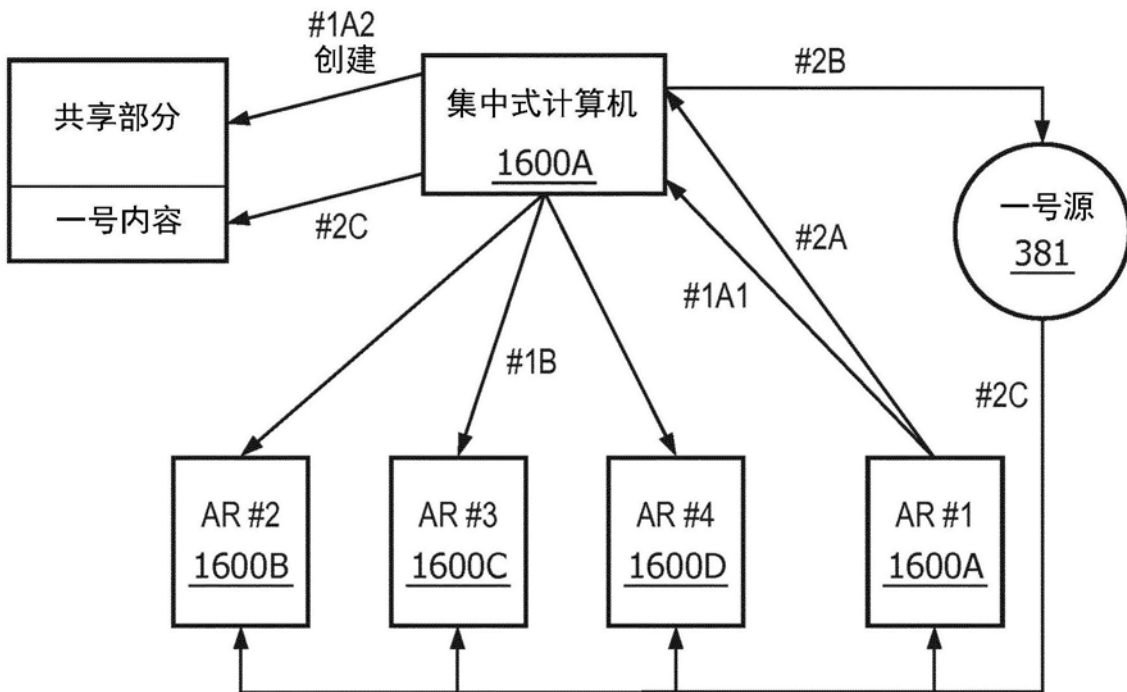 #1A2
创建
集中式计算机
1600A
#2B
共享部分
一号内容
#2C
一号源
381
#2A
#1A1
#1B
#2C
AR #2
1600B
AR #3
1600C
AR #4
1600D
AR #1
1600A